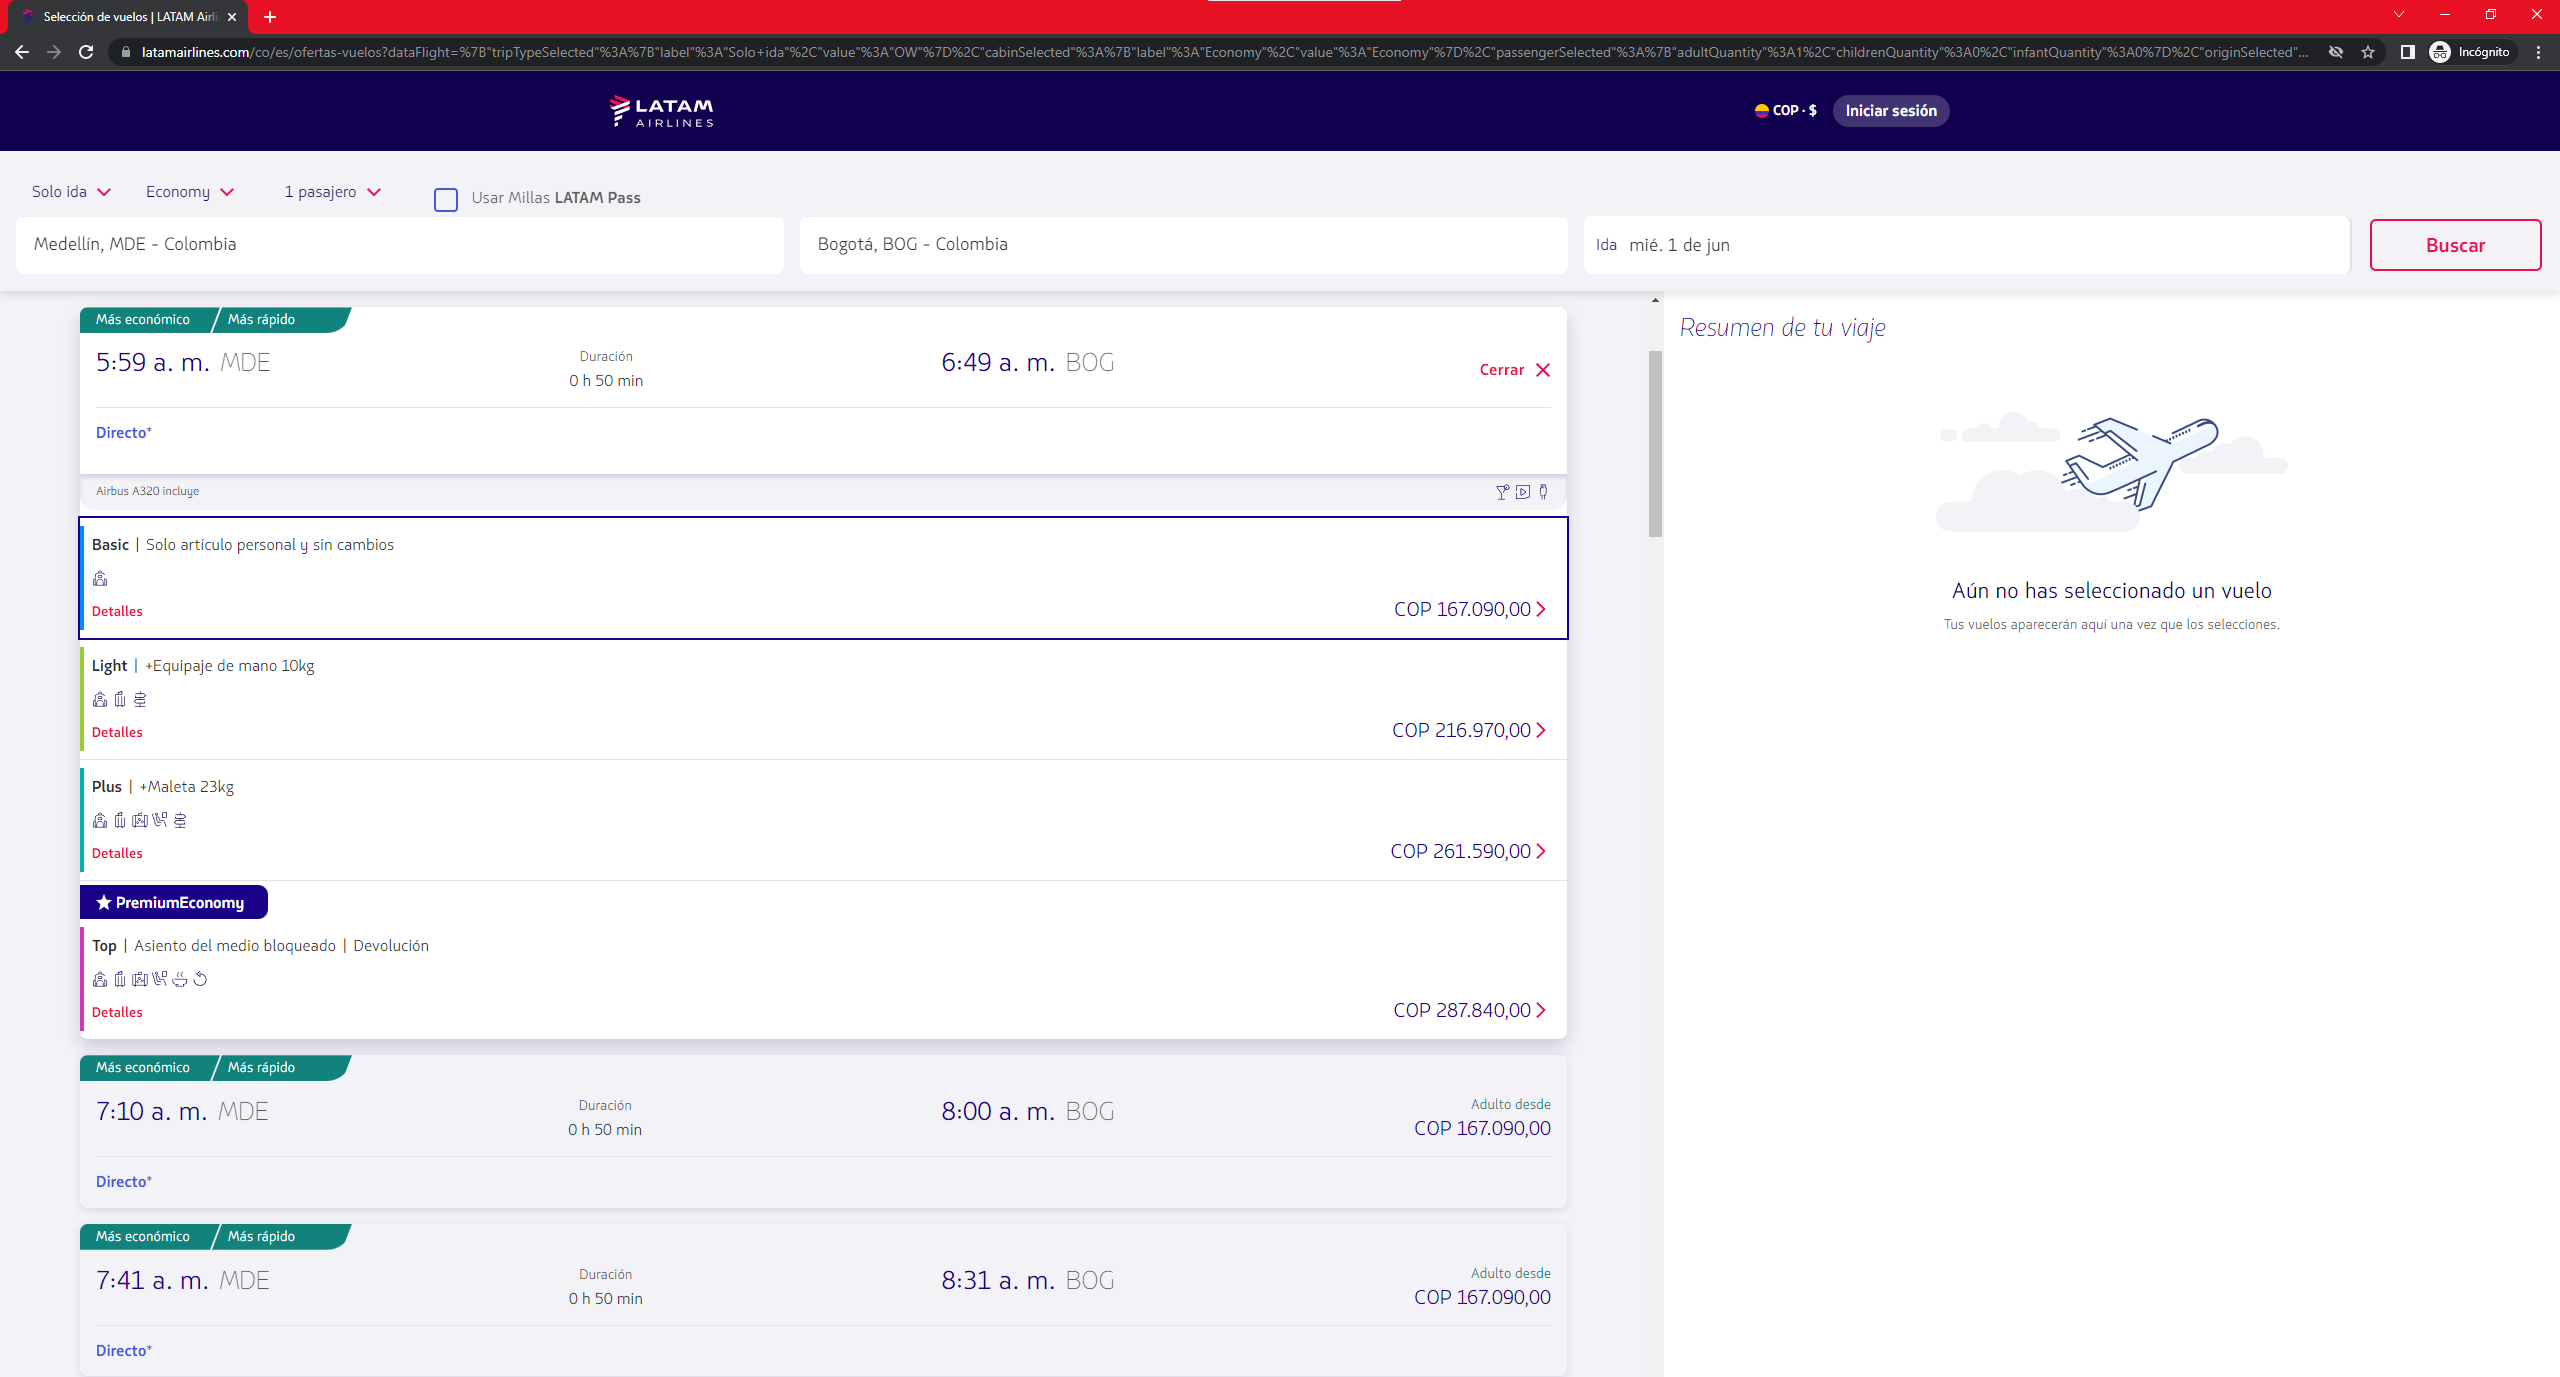 Selección de vuelos | LATAM Airli
latamairlines.com/co/es/ofertas-vuelos?dataFlight=%7B"tripTypeSelected"%3A%7B"label"%3A"Solo+ida"%2C"value"%3A"OW"%7D%2C"cabinSelected"%3A%7B"label"%3A"Economy"%2C"value"%3A"Economy"%7D%2C"passengerSelected"%3A%7B"adultQuantity"%3A1%2C"childrenQuantity"%3A0%2C"infantQuantity"%3A0%7D%2C"originSelected"...
Incógnito
LATAM
AIRLINES
COP · $
Iniciar sesión
Solo ida
Economy
1 pasajero
Usar Millas LATAM Pass
Medellín, MDE - Colombia
Bogotá, BOG - Colombia
Ida mié. 1 de jun
Buscar
Más económico
Más rápido
5:59 a. m. MDE
Duración
0 h 50 min
6:49 a. m. BOG
Cerrar
Directo*
Airbus A320 incluye
Basic | Solo artículo personal y sin cambios
Detalles
COP 167.090,00
Light | +Equipaje de mano 10kg
Detalles
COP 216.970,00
Plus | +Maleta 23kg
Detalles
COP 261.590,00
PremiumEconomy
Top | Asiento del medio bloqueado | Devolución
Detalles
COP 287.840,00
Más económico
Más rápido
7:10 a. m. MDE
Duración
0 h 50 min
8:00 a. m. BOG
Adulto desde
COP 167.090,00
Directo*
Más económico
Más rápido
7:41 a. m. MDE
Duración
0 h 50 min
8:31 a. m. BOG
Adulto desde
COP 167.090,00
Directo*
Resumen de tu viaje
Aún no has seleccionado un vuelo
Tus vuelos aparecerán aquí una vez que los selecciones.